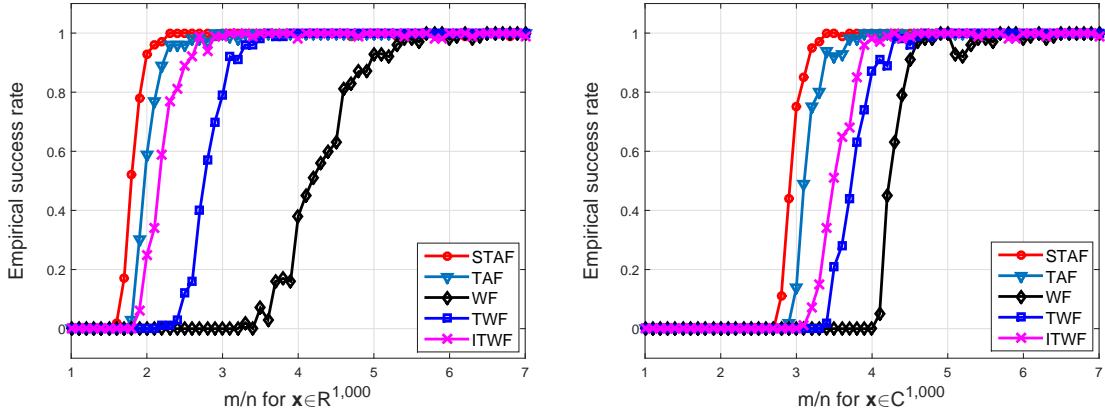 Empirical success rate
1
0.8
0.6
0.4
0.2
0
1 2 3 4 5 6 7
m/n for x∈R^1,000
STAF
TAF
WF
TWF
ITWF
Empirical success rate
1
0.8
0.6
0.4
0.2
0
1 2 3 4 5 6 7
m/n for x∈C^1,000
STAF
TAF
WF
TWF
ITWF